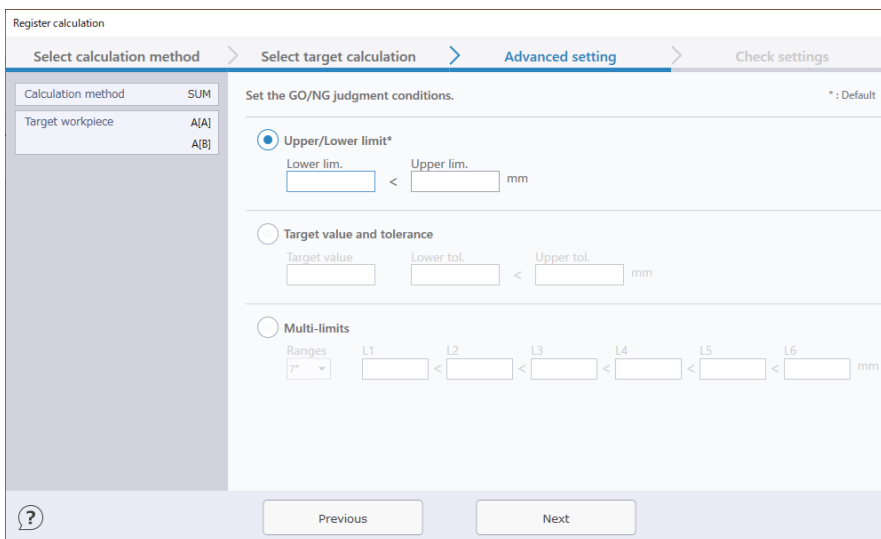 Register calculation
Select calculation method Select target calculation Advanced setting Check settings
Calculation method SUM
Target workpiece A[A]
A[B]
Set the GO/NG judgment conditions. * : Default
Upper/Lower limit*
Lower lim. Upper lim.
< mm
Target value and tolerance
Target value Lower tol. Upper tol.
< mm
Multi-limits
Ranges L1 L2 L3 L4 L5 L6
7* < < < < < mm
? Previous Next